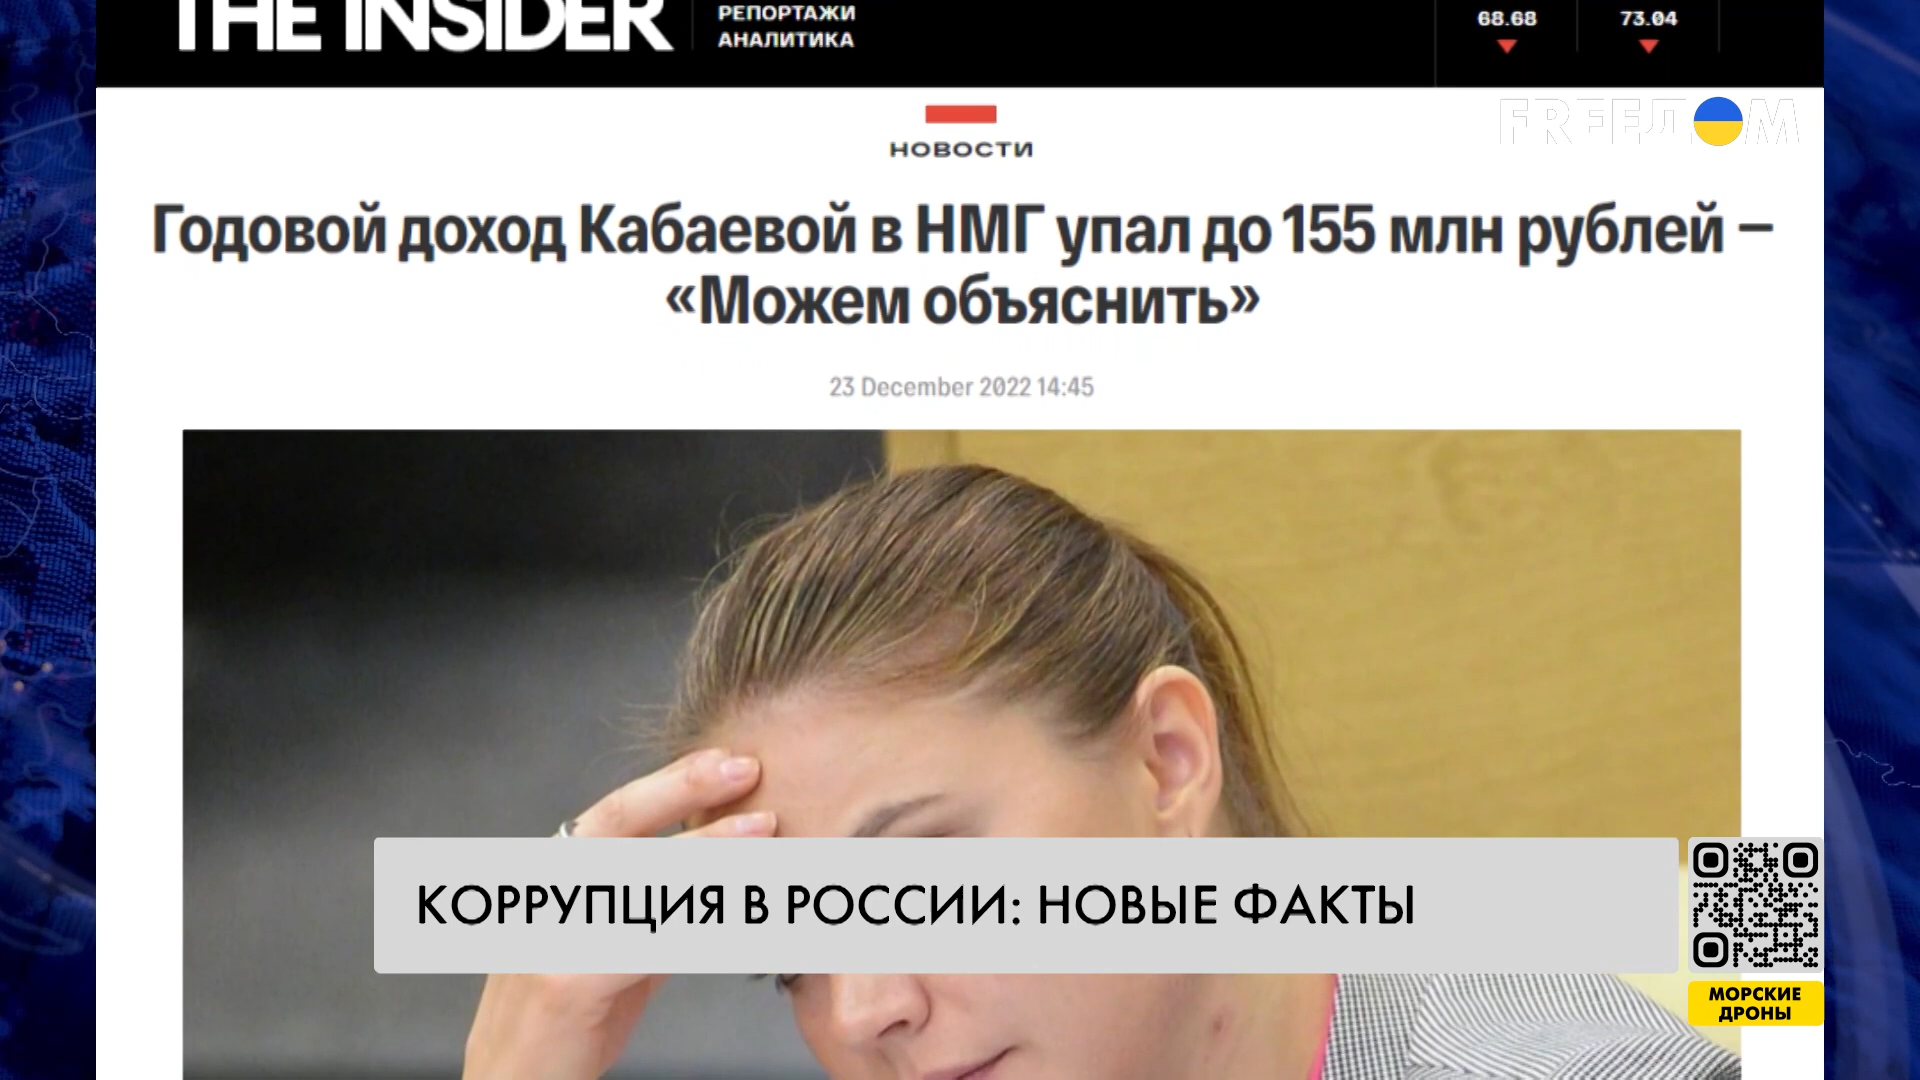 THE INSIDER
РЕПОРТАЖИ
АНАЛИТИКА
68.68
73.04
FREEДOM
НОВОСТИ
Годовой доход Кабаевой в НМГ упал до 155 млн рублей –
«Можем объяснить»
23 December 2022 14:45
КОРРУПЦИЯ В РОССИИ: НОВЫЕ ФАКТЫ
МОРСКИЕ
ДРОНЫ